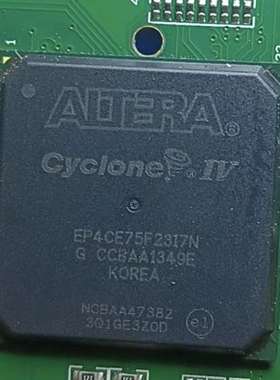 ALTERA®
Cyclone® IV
EP4CE75F23I7N
G CCBAA1349E
KOREA
NCBAA4738Z
301GE3Z0D
e1